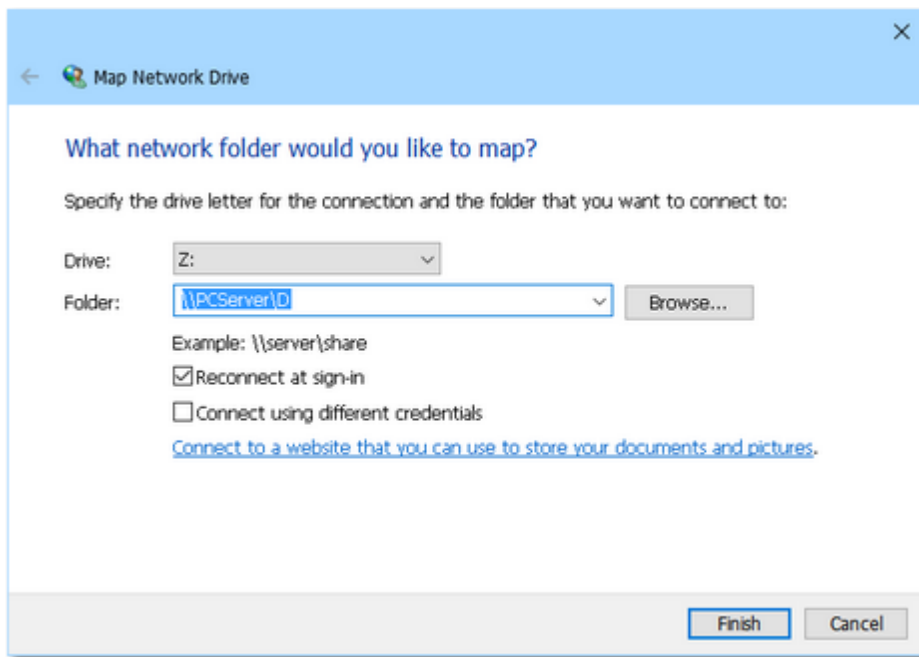 Map Network Drive
What network folder would you like to map?
Specify the drive letter for the connection and the folder that you want to connect to:
Drive: Z:
Folder: \\PCServer\D Browse...
Example: \\server\share
Reconnect at sign-in
Connect using different credentials
Connect to a website that you can use to store your documents and pictures.
Finish Cancel